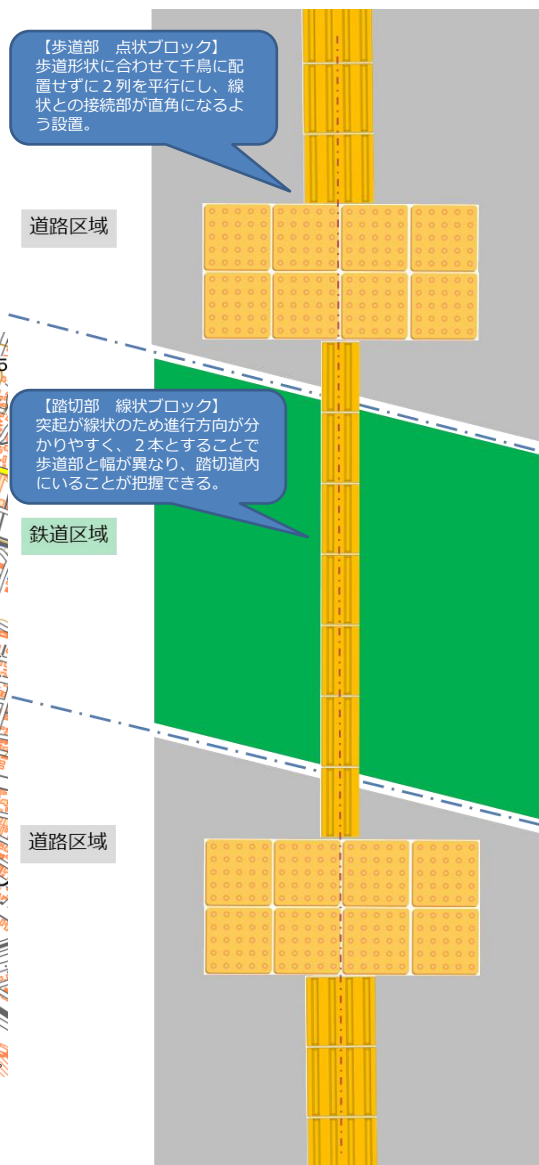 【歩道部　点状ブロック】
歩道形状に合わせて千鳥に配
置せずに２列を平行にし、線
状との接続部が直角になるよ
う設置。
道路区域
【踏切部　線状ブロック】
突起が線状のため進行方向が分
かりやすく、２本とすることで
歩道部と幅が異なり、踏切道内
にいることが把握できる。
鉄道区域
道路区域